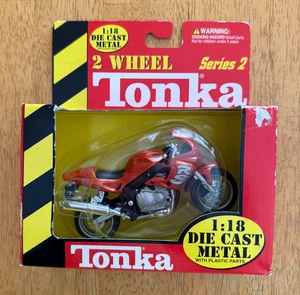 1:18
DIE CAST
METAL
⚠WARNING:
CHOKING HAZARD-Small parts.
Not for children under 3 years.
2 WHEEL
Series 2
Tonka
1:18
DIE CAST
METAL
WITH PLASTIC PARTS
Tonka